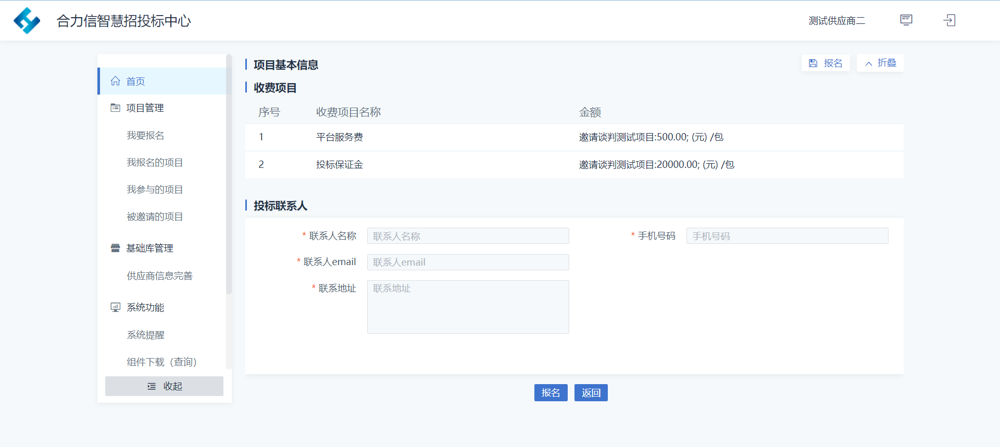 合力信智慧招投标中心
测试供应商二
首页
项目管理
我要报名
我报名的项目
我参与的项目
被邀请的项目
基础库管理
供应商信息完善
系统功能
系统提醒
组件下载（查询）
收起
项目基本信息
报名
折叠
收费项目
序号 收费项目名称 金额
1 平台服务费 邀请谈判测试项目:500.00; (元) /包
2 投标保证金 邀请谈判测试项目:20000.00; (元) /包
投标联系人
* 联系人名称 联系人名称 * 手机号码 手机号码
* 联系人email 联系人email
* 联系地址 联系地址
报名 返回